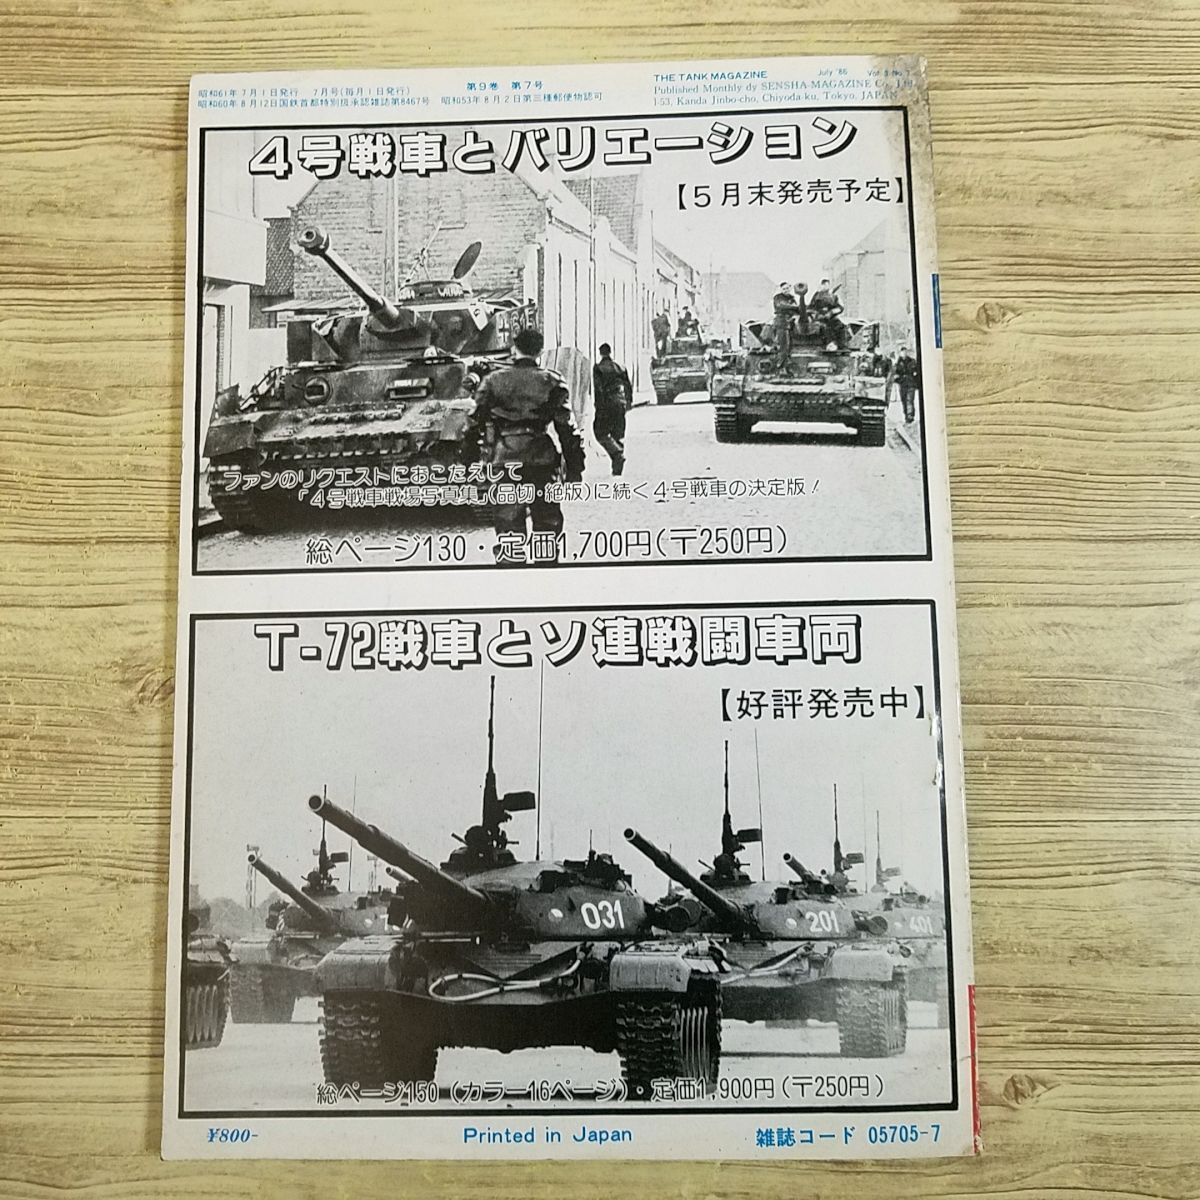 昭和61年7月1日発行 7月号(毎月1日発行) 第9巻 第7号
昭和60年8月12日国鉄首都特別扱承認雑誌第8467号 昭和53年8月2日第三種郵便物認可
THE TANK MAGAZINE July '86
Published Monthly dy SENSHA-MAGAZINE Co.
1-53, Kanda Jinbo-cho, Chiyoda-ku, Tokyo, JAPAN
4号戦車とバリエーション
【5月末発売予定】
615
ファンのリクエストにおこたえして
「4号戦車戦場写真集」(品切・絶版)に続く4号戦車の決定版!
総ページ130・定価1,700円(〒250円)
T-72戦車とソ連戦闘車両
【好評発売中】
031
201
401
総ページ150(カラー16ページ)・定価1,900円(〒250円)
¥800-
Printed in Japan
雑誌コード 05705-7